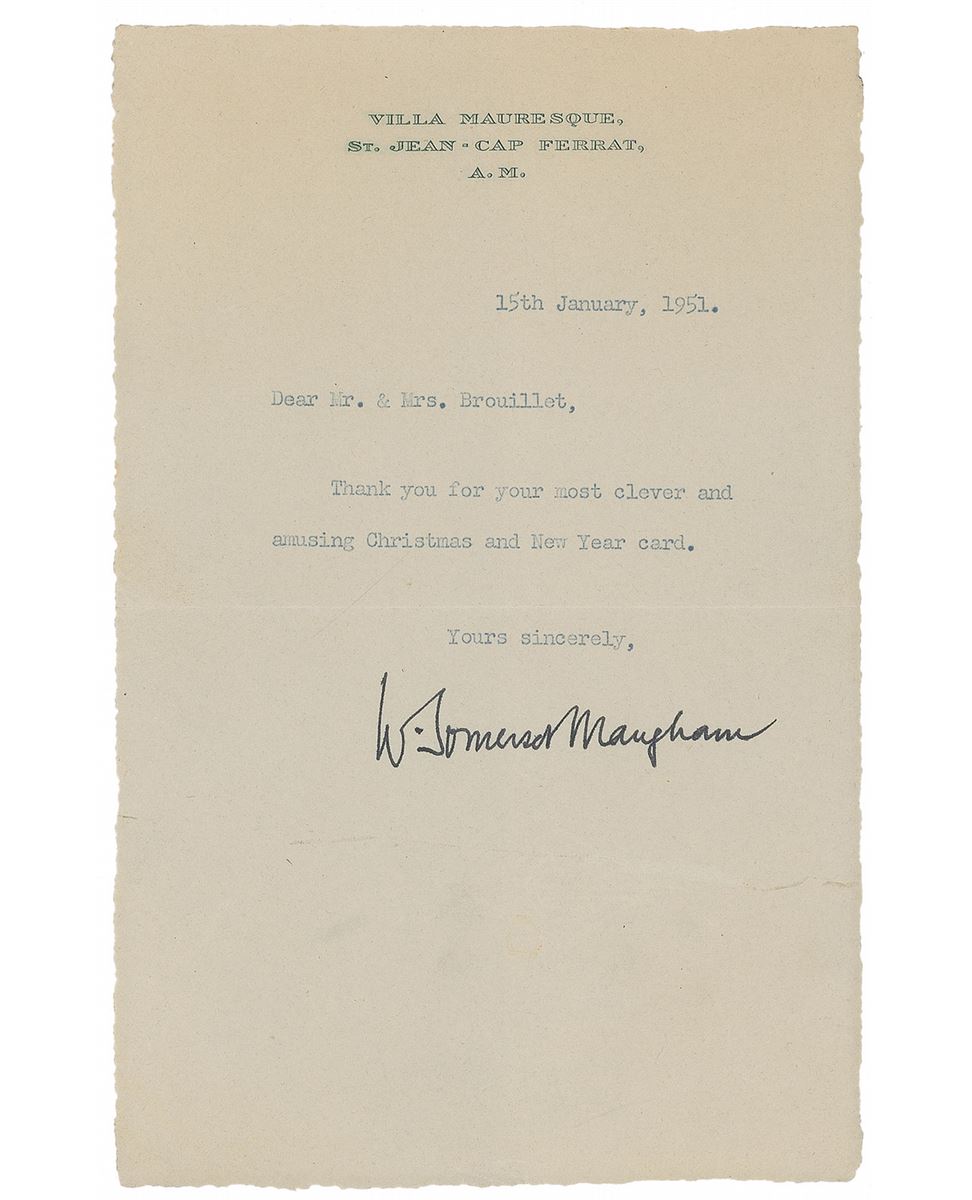 VILLA MAURESQUE,
ST. JEAN-CAP FERRAT,
A.M.
15th January, 1951.
Dear Mr. & Mrs. Brouillet,
Thank you for your most clever and
amusing Christmas and New Year card.
Yours sincerely,
W. Somerset Maugham